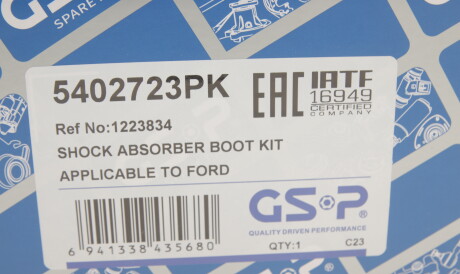 SPARE PARTS
5402723PK
EAC
IATF
16949
CERTIFIED
COMPANY
Ref No:1223834
SHOCK ABSORBER BOOT KIT
APPLICABLE TO FORD
GSP
QUALITY DRIVEN PERFORMANCE
6 941338 435680
QTY:1
C23